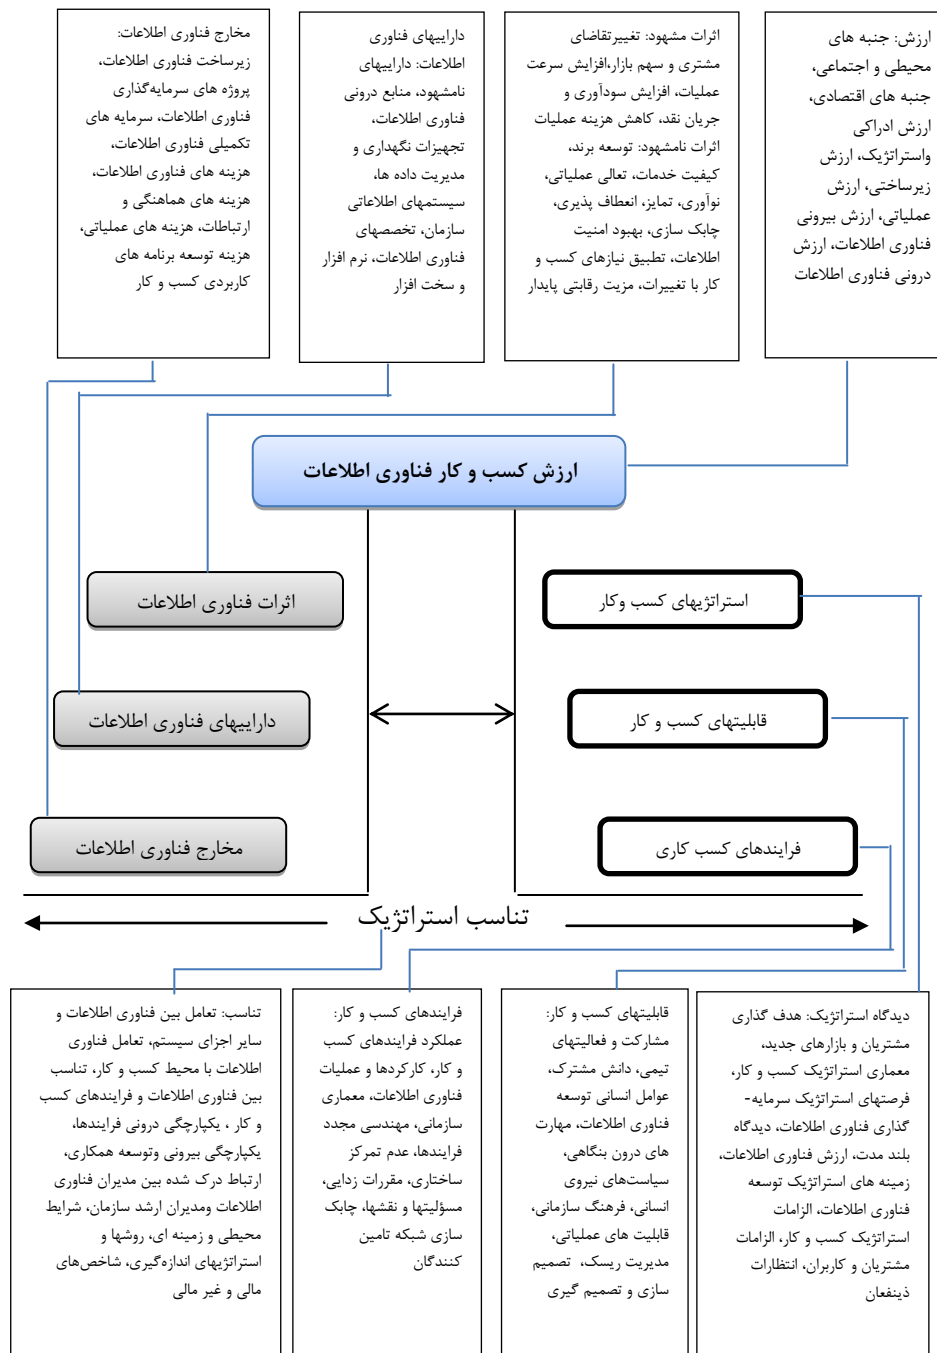 ارزش: جنبه های
محیطی و اجتماعی،
جنبه های اقتصادی،
ارزش ادراکی
واستراتژیک، ارزش
زیرساختی، ارزش
عملیاتی، ارزش بیرونی
فناوری اطلاعات، ارزش
درونی فناوری اطلاعات
اثرات مشهود: تغییرتقاضای
مشتری و سهم بازار،افزایش سرعت
عملیات، افزایش سودآوری و
جریان نقد، کاهش هزینه عملیات
اثرات نامشهود: توسعه برند،
کیفیت خدمات، تعالی عملیاتی،
نوآوری، تمایز، انعطاف پذیری،
چابک سازی، بهبود امنیت
اطلاعات، تطبیق نیازهای کسب و
کار با تغییرات، مزیت رقابتی پایدار
داراییهای فناوری
اطلاعات: داراییهای
نامشهود، منابع درونی
فناوری اطلاعات،
تجهیزات نگهداری و
مدیریت داده ها،
سیستمهای اطلاعاتی
سازمان، تخصصهای
فناوری اطلاعات، نرم افزار
و سخت افزار
مخارج فناوری اطلاعات:
زیرساخت فناوری اطلاعات،
پروژه های سرمایه‌گذاری
فناوری اطلاعات، سرمایه های
تکمیلی فناوری اطلاعات،
هزینه های فناوری اطلاعات،
هزینه های هماهنگی و
ارتباطات، هزینه های عملیاتی،
هزینه توسعه برنامه های
کاربردی کسب و کار
ارزش کسب و کار فناوری اطلاعات
استراتژیهای کسب وکار
اثرات فناوری اطلاعات
قابلیتهای کسب و کار
داراییهای فناوری اطلاعات
فرایندهای کسب کاری
مخارج فناوری اطلاعات
تناسب استراتژیک
دیدگاه استراتژیک: هدف گذاری
مشتریان و بازارهای جدید،
معماری استراتژیک کسب و کار،
فرصتهای استراتژیک سرمایه-
گذاری فناوری اطلاعات، دیدگاه
بلند مدت، ارزش فناوری اطلاعات،
زمینه های استراتژیک توسعه
فناوری اطلاعات، الزامات
استراتژیک کسب و کار، الزامات
مشتریان و کاربران، انتظارات
ذینفعان
قابلیتهای کسب و کار:
مشارکت و فعالیتهای
تیمی، دانش مشترک،
عوامل انسانی توسعه
فناوری اطلاعات، مهارت
های درون بنگاهی،
سیاست‌های نیروی
انسانی، فرهنگ سازمانی،
قابلیت های عملیاتی،
مدیریت ریسک، تصمیم
سازی و تصمیم گیری
فرایندهای کسب و کار:
عملکرد فرایندهای کسب
و کار، کارکردها و عملیات
فناوری اطلاعات، معماری
سازمانی، مهندسی مجدد
فرایندها، عدم تمرکز
ساختاری، مقررات زدایی،
مسؤلیتها و نقشها، چابک
سازی شبکه تامین
کنندگان
تناسب: تعامل بین فناوری اطلاعات و
سایر اجزای سیستم، تعامل فناوری
اطلاعات با محیط کسب و کار، تناسب
بین فناوری اطلاعات و فرایندهای کسب
و کار ، یکپارچگی درونی فرایندها،
یکپارچگی بیرونی وتوسعه همکاری،
ارتباط درک شده بین مدیران فناوری
اطلاعات ومدیران ارشد سازمان، شرایط
محیطی و زمینه ای، روشها و
استراتژیهای اندازه‌گیری، شاخص‌های
مالی و غیر مالی